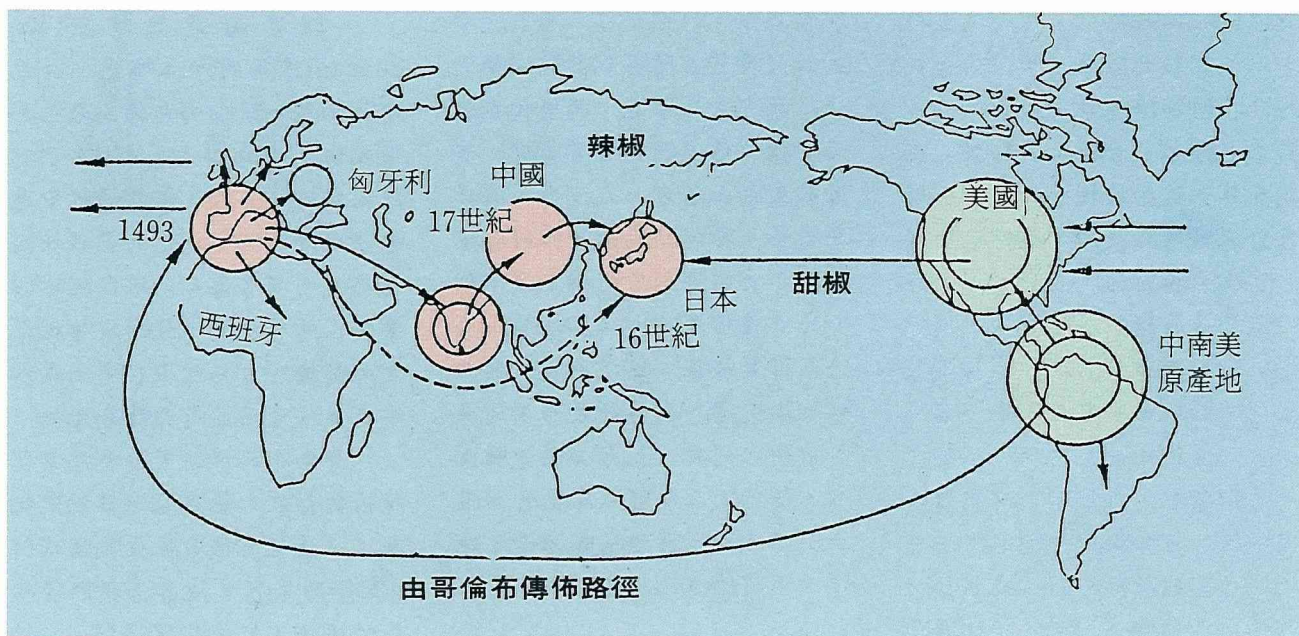 辣椒
匈牙利
中國
美國
17世紀
1493
甜椒
日本
西班牙
16世紀
中南美
原產地
由哥倫布傳佈路徑